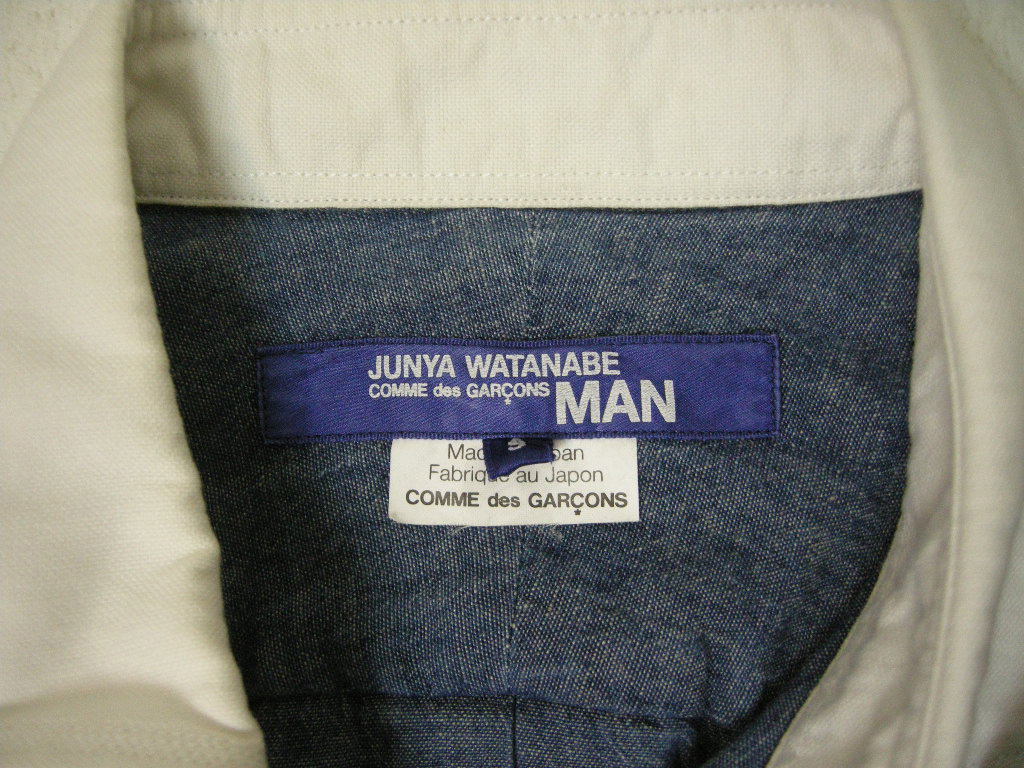 JUNYA WATANABE
COMME des GARÇONS MAN
Fabrique au Japon
COMME des GARÇONS